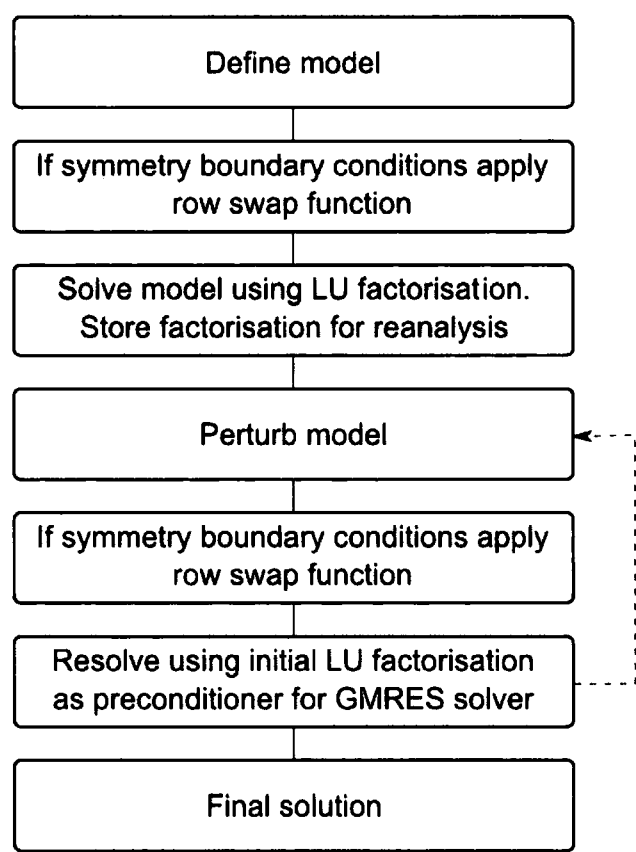 Define model
If symmetry boundary conditions apply
row swap function
Solve model using LU factorisation.
Store factorisation for reanalysis
Perturb model
If symmetry boundary conditions apply
row swap function
Resolve using initial LU factorisation
as preconditioner for GMRES solver
Final solution